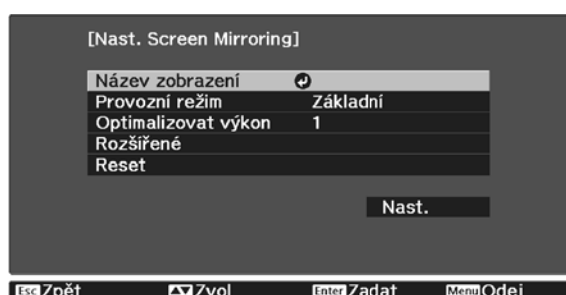 [Nast. Screen Mirroring]
Název zobrazení
Provozní režim Základní
Optimalizovat výkon 1
Rozšířené
Reset
Nast.
Esc Zpět Zvol Enter Zadat Menu Odej